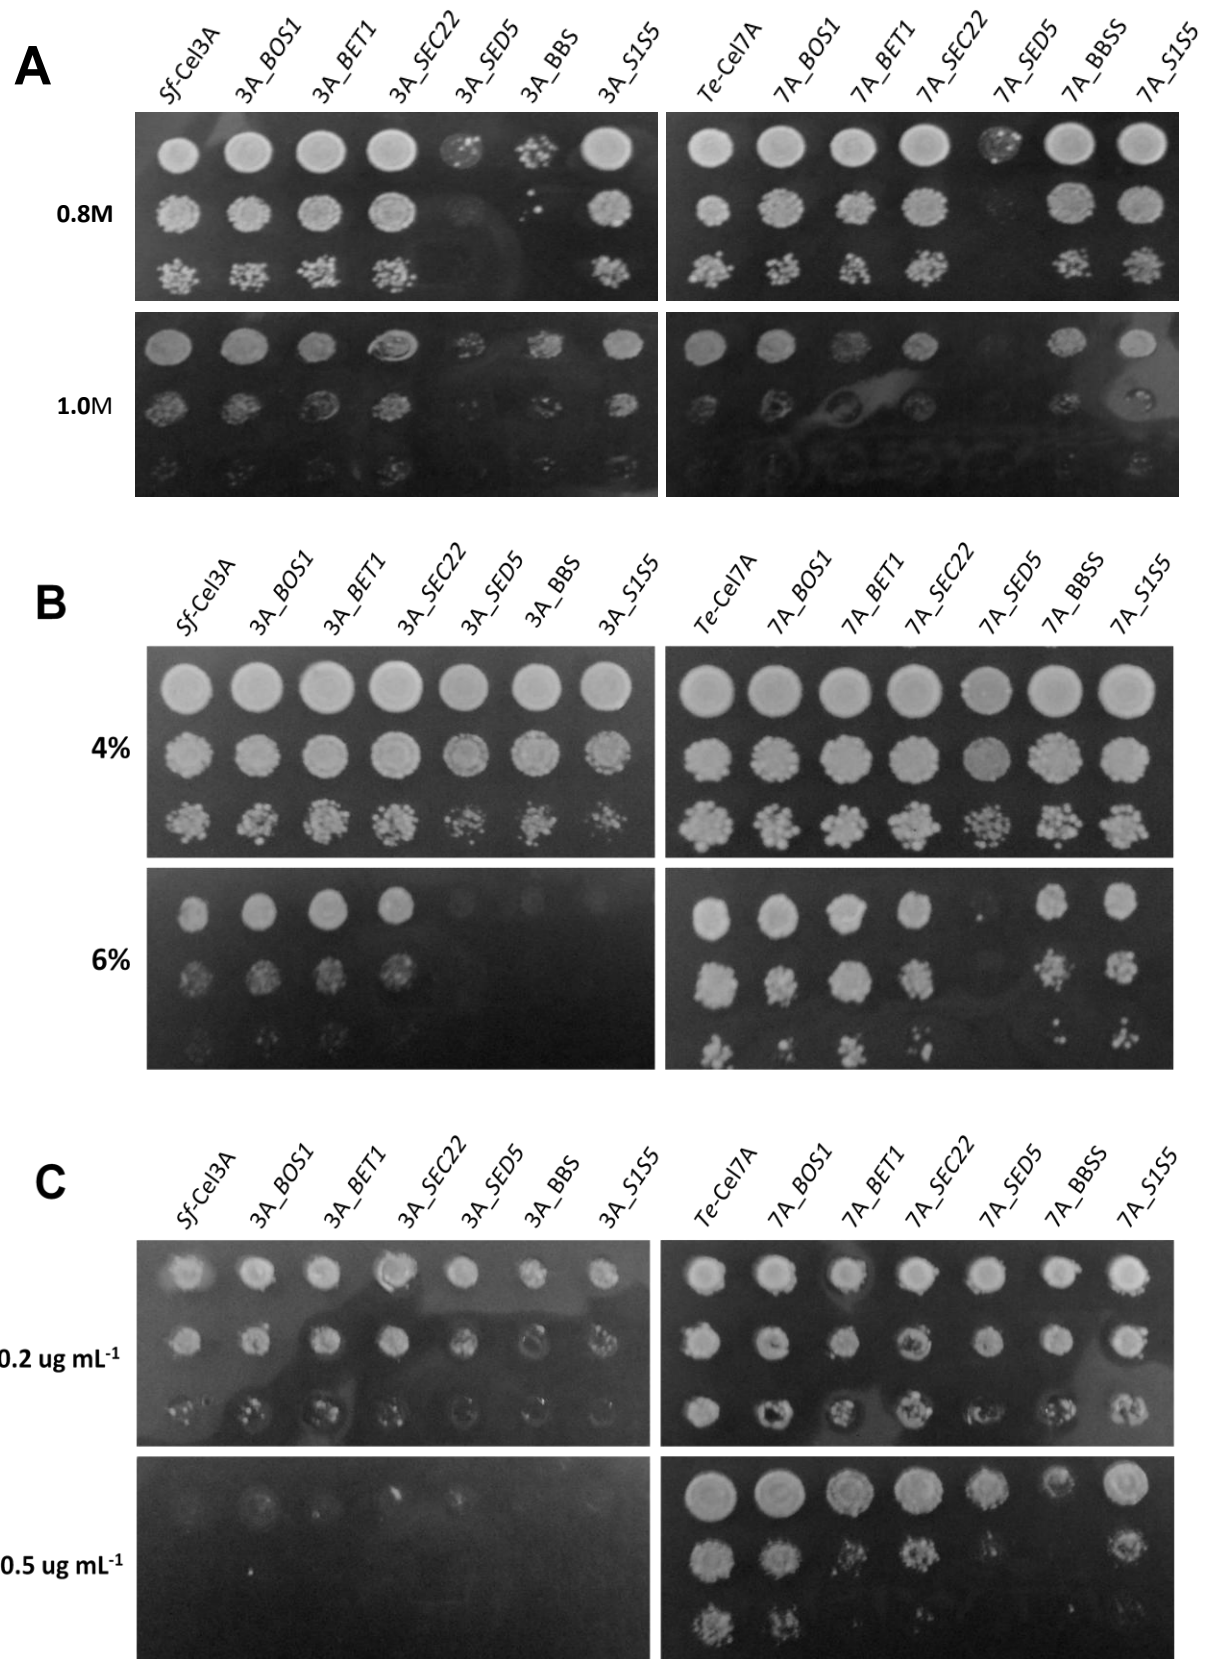 A
Sf-Cel3A 3A_BOS1 3A_BET1 3A_SEC22 3A_SED5 3A_BBS 3A_S1S5 Te-Cel7A 7A_BOS1 7A_BET1 7A_SEC22 7A_SED5 7A_BBSS 7A_S1S5
0.8M
1.0M
B
Sf-Cel3A 3A_BOS1 3A_BET1 3A_SEC22 3A_SED5 3A_BBS 3A_S1S5 Te-Cel7A 7A_BOS1 7A_BET1 7A_SEC22 7A_SED5 7A_BBSS 7A_S1S5
4%
6%
C
Sf-Cel3A 3A_BOS1 3A_BET1 3A_SEC22 3A_SED5 3A_BBS 3A_S1S5 Te-Cel7A 7A_BOS1 7A_BET1 7A_SEC22 7A_SED5 7A_BBSS 7A_S1S5
0.2 ug mL⁻¹
0.5 ug mL⁻¹